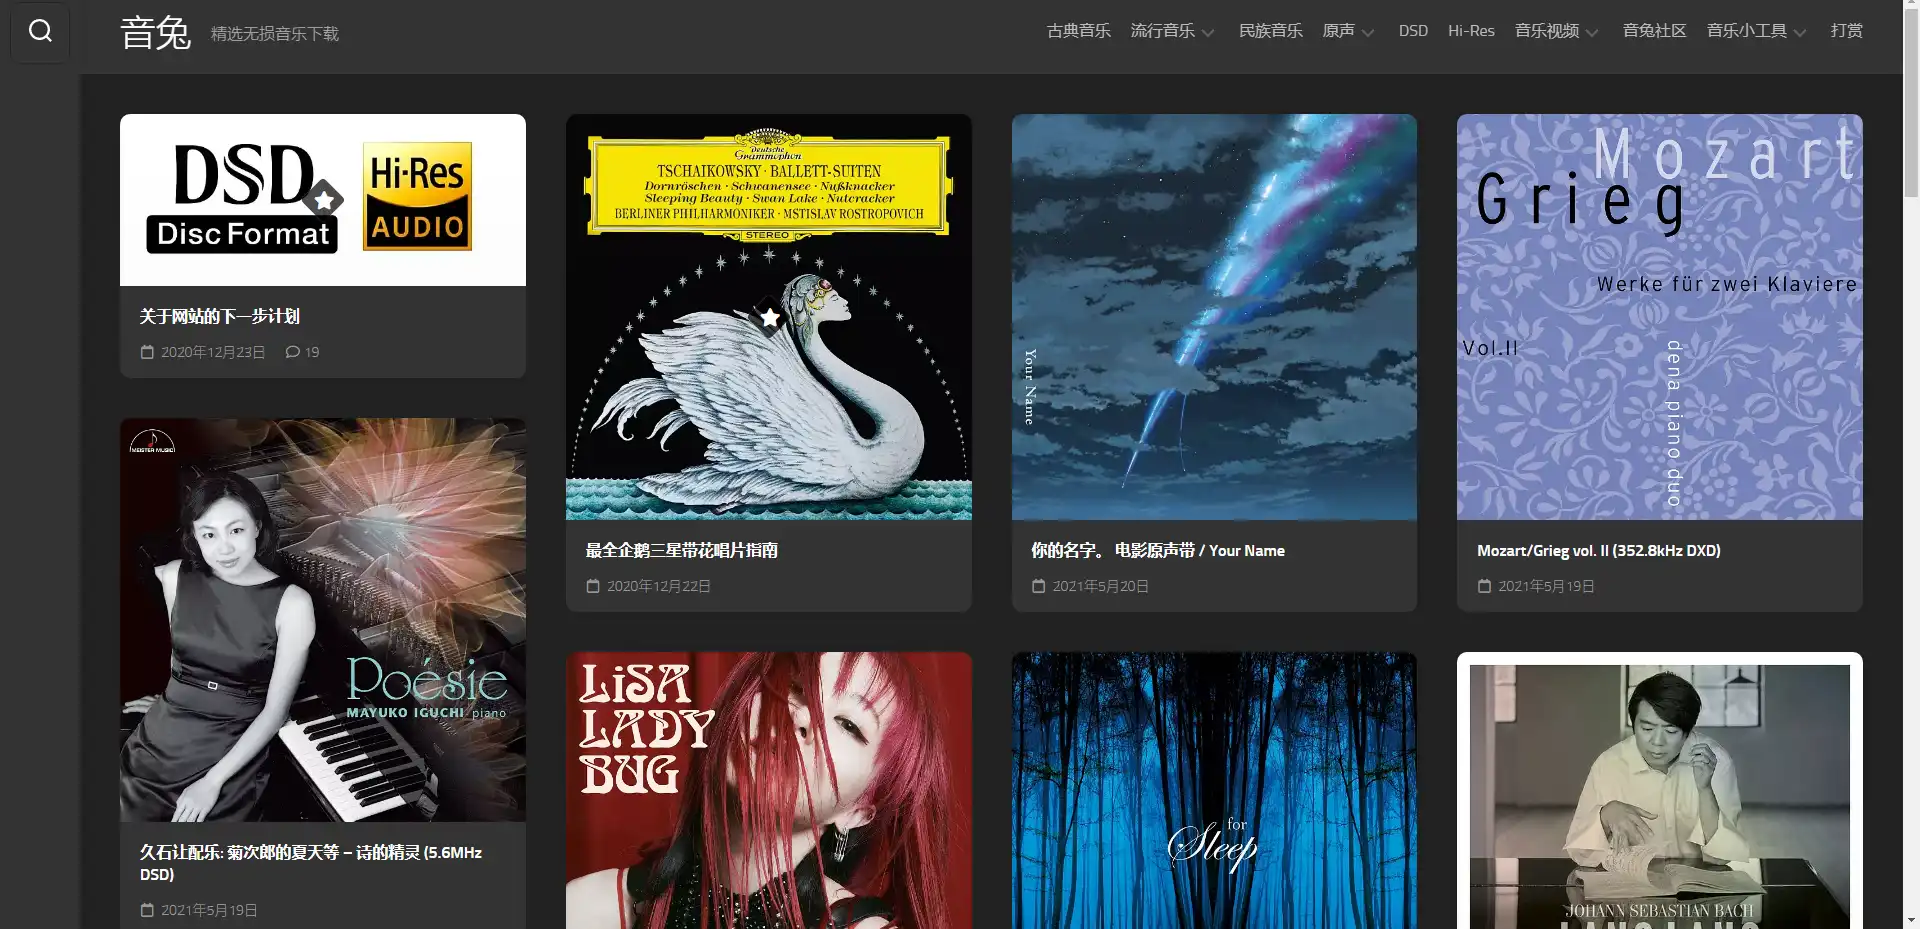 音兔
精选无损音乐下载
古典音乐 流行音乐 民族音乐 原声 DSD Hi-Res 音乐视频 音兔社区 音乐小工具 打赏
DSD
Disc Format
Hi-Res
AUDIO
关于网站的下一步计划
2020年12月23日 19
MEISTER MUSIC
Poésie
MAYUKO IGUCHI piano
久石让配乐: 菊次郎的夏天等 – 诗的精灵 (5.6MHz
DSD)
2021年5月19日
Deutsche
Grammophon
TSCHAIKOWSKY · BALLETT-SUITEN
Dornröschen · Schwanensee · Nußknacker
Sleeping Beauty · Swan Lake · Nutcracker
BERLINER PHILHARMONIKER · MSTISLAV ROSTROPOVICH
STEREO
最全企鹅三星带花唱片指南
2020年12月22日
LiSA
LADY
BUG
Your Name
你的名字。 电影原声带 / Your Name
2021年5月20日
for
Sleep
Mozart
Grieg
Werke für zwei Klaviere
Vol.II
dena piano duo
Mozart/Grieg vol. II (352.8kHz DXD)
2021年5月19日
JOHANN SEBASTIAN BACH
LANG LANG